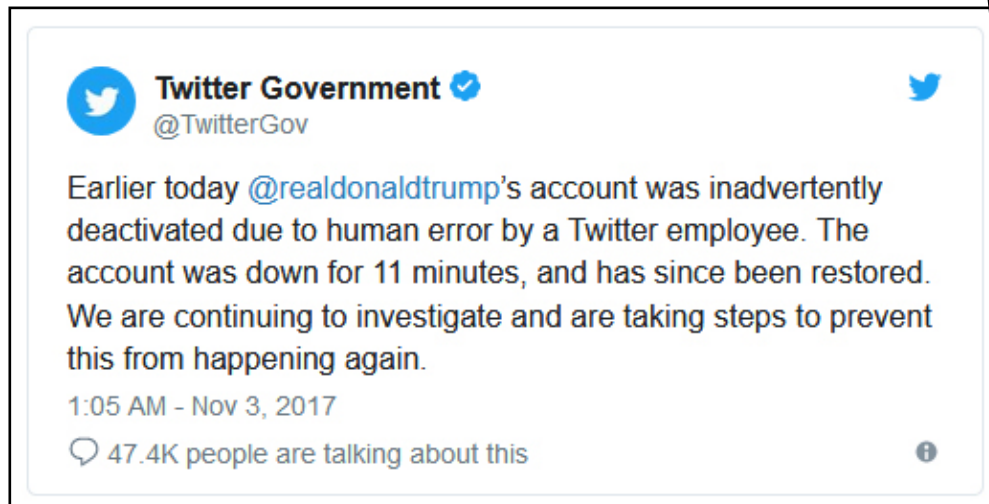 Twitter Government
@TwitterGov
Earlier today @realdonaldtrump's account was inadvertently
deactivated due to human error by a Twitter employee. The
account was down for 11 minutes, and has since been restored.
We are continuing to investigate and are taking steps to prevent
this from happening again.
1:05 AM - Nov 3, 2017
47.4K people are talking about this